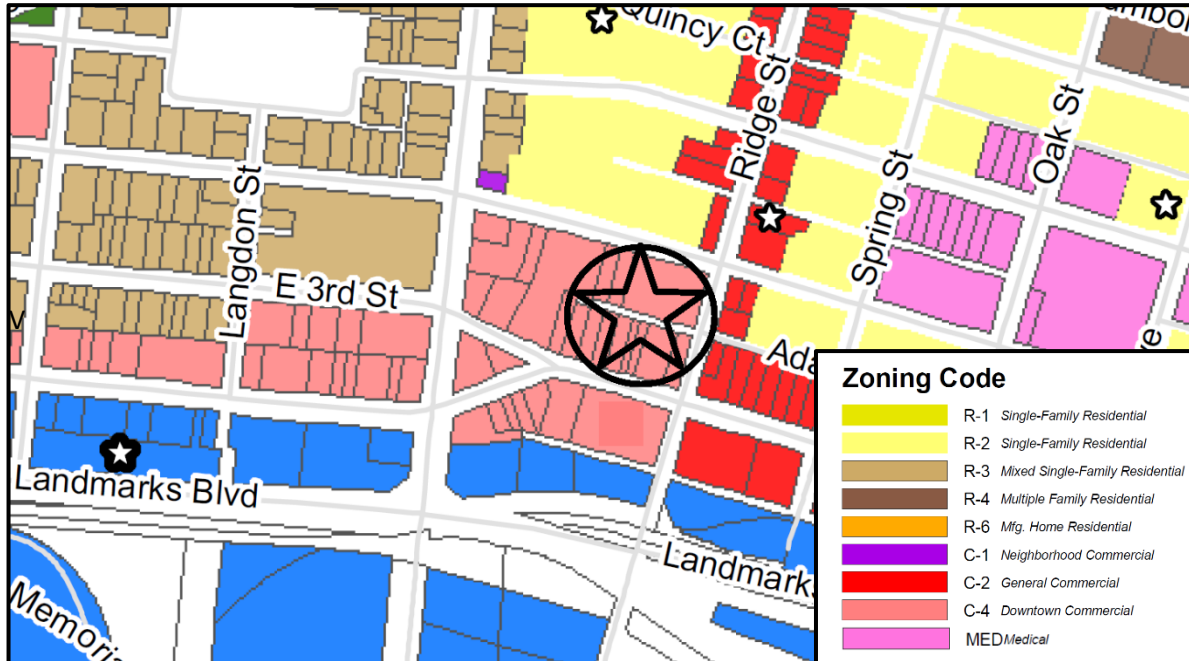 Quincy Ct
Ridge St
Oak St
Spring St
Langdon St
E 3rd St
Landmarks Blvd
Landmarks
Memoria
Zoning Code
R-1 Single-Family Residential
R-2 Single-Family Residential
R-3 Mixed Single-Family Residential
R-4 Multiple Family Residential
R-6 Mfg. Home Residential
C-1 Neighborhood Commercial
C-2 General Commercial
C-4 Downtown Commercial
MED Medical